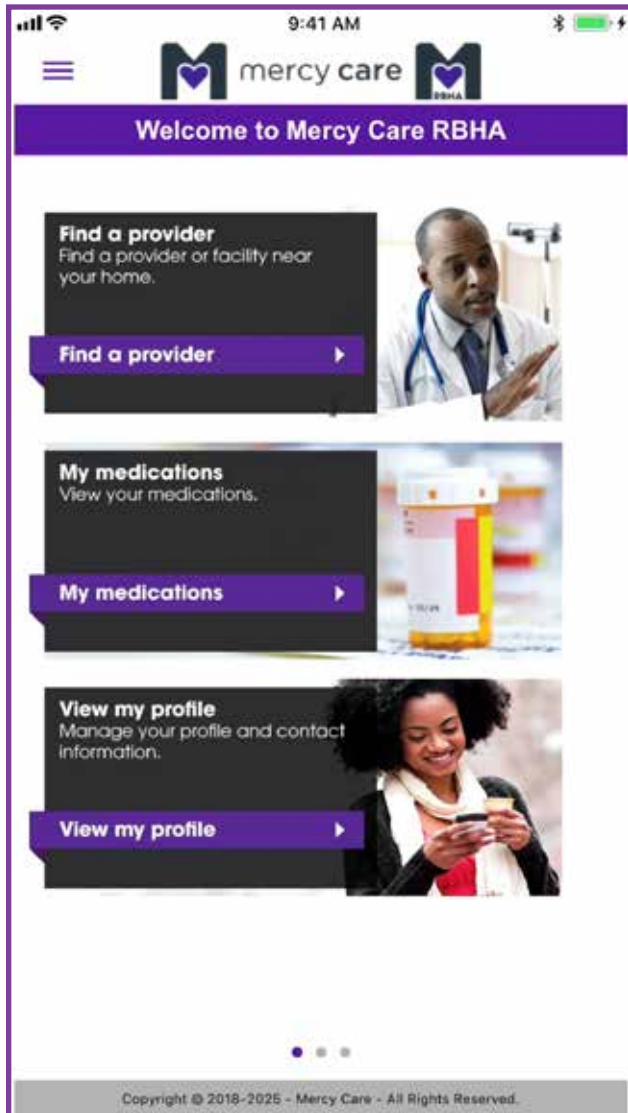 9:41 AM
mercy care
RBHA
Welcome to Mercy Care RBHA
Find a provider
Find a provider or facility near
your home.
Find a provider
My medications
View your medications.
My medications
View my profile
Manage your profile and contact
information.
View my profile
Copyright © 2018-2025 - Mercy Care - All Rights Reserved.